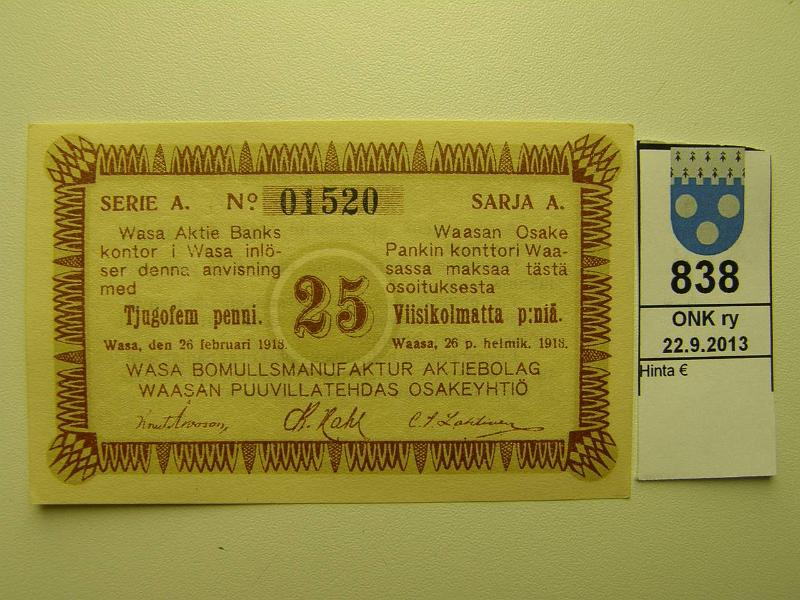 SERIE A. Nº 01520 SARJA A.
Wasa Aktie Banks
kontor i Wasa inlö-
ser denna anvisning
med
Tjugofem penni.
Wasa, den 26 februari 1918.
25
Waasan Osake
Pankin konttori Waa-
sassa maksaa tästä
osoituksesta
Viisikolmatta p:niä.
Waasa, 26 p. helmik. 1918.
WASA BOMULLSMANUFAKTUR AKTIEBOLAG
WAASAN PUUVILLATEHDAS OSAKEYHTIÖ
838
ONK ry
22.9.2013
Hinta €